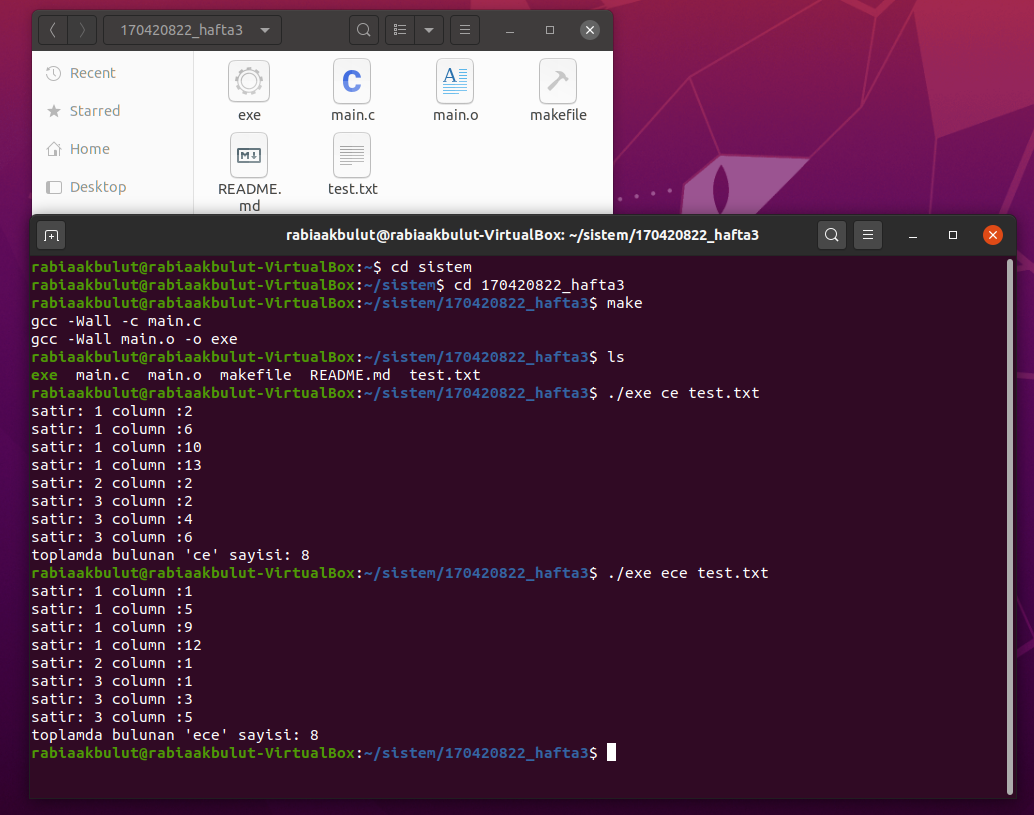 170420822_hafta3
Recent
Starred
Home
Desktop
exe
main.c
main.o
makefile
README.
md
test.txt
rabiaakbulut@rabiaakbulut-VirtualBox: ~/sistem/170420822_hafta3
rabiaakbulut@rabiaakbulut-VirtualBox:~$ cd sistem
rabiaakbulut@rabiaakbulut-VirtualBox:~/sistem$ cd 170420822_hafta3
rabiaakbulut@rabiaakbulut-VirtualBox:~/sistem/170420822_hafta3$ make
gcc -Wall -c main.c
gcc -Wall main.o -o exe
rabiaakbulut@rabiaakbulut-VirtualBox:~/sistem/170420822_hafta3$ ls
exe  main.c  main.o  makefile  README.md  test.txt
rabiaakbulut@rabiaakbulut-VirtualBox:~/sistem/170420822_hafta3$ ./exe ce test.txt
satir: 1 column :2
satir: 1 column :6
satir: 1 column :10
satir: 1 column :13
satir: 2 column :2
satir: 3 column :2
satir: 3 column :4
satir: 3 column :6
toplamda bulunan 'ce' sayisi: 8
rabiaakbulut@rabiaakbulut-VirtualBox:~/sistem/170420822_hafta3$ ./exe ece test.txt
satir: 1 column :1
satir: 1 column :5
satir: 1 column :9
satir: 1 column :12
satir: 2 column :1
satir: 3 column :1
satir: 3 column :3
satir: 3 column :5
toplamda bulunan 'ece' sayisi: 8
rabiaakbulut@rabiaakbulut-VirtualBox:~/sistem/170420822_hafta3$